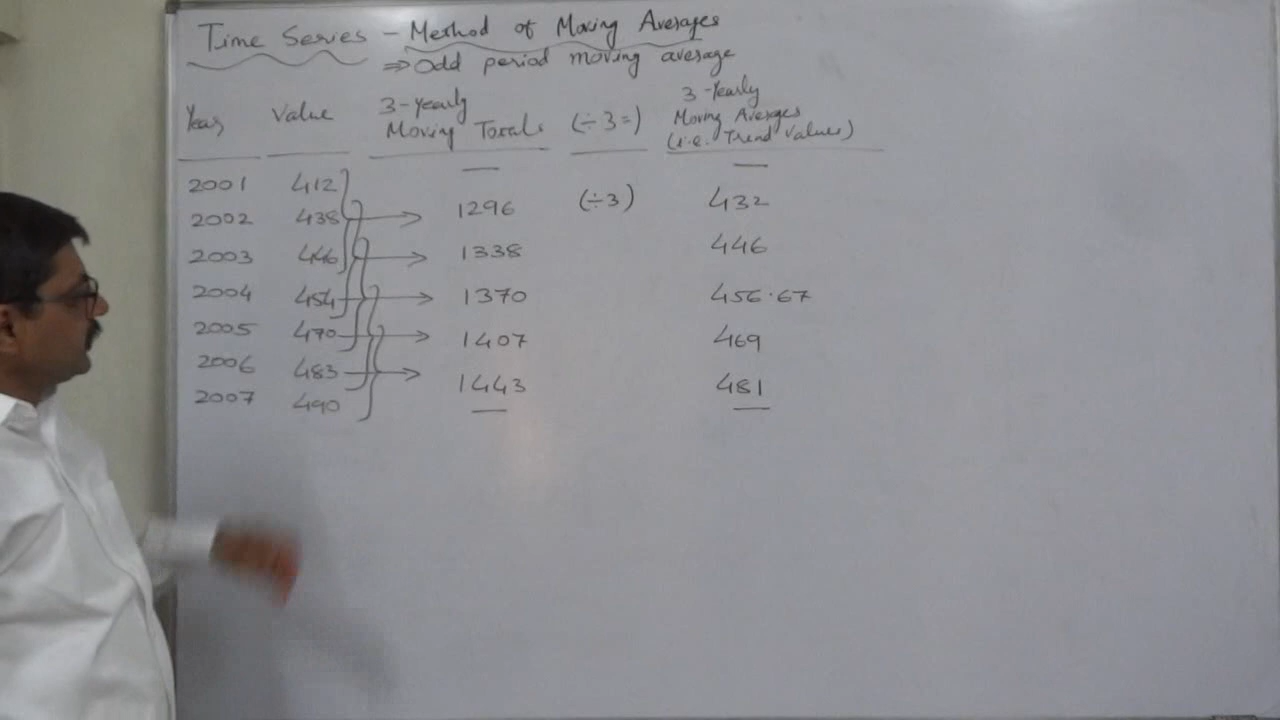 Time Series - Method of Moving Averages
⇒ Odd period moving average
Year Value 3-Yearly Moving Totals (÷3=) 3-Yearly Moving Averages (i.e. Trend Values)
2001 412 — —
2002 438 → 1296 (÷3) 432
2003 446 → 1338 446
2004 454 → 1370 456.67
2005 470 → 1407 469
2006 483 → 1443 481
2007 490 — —